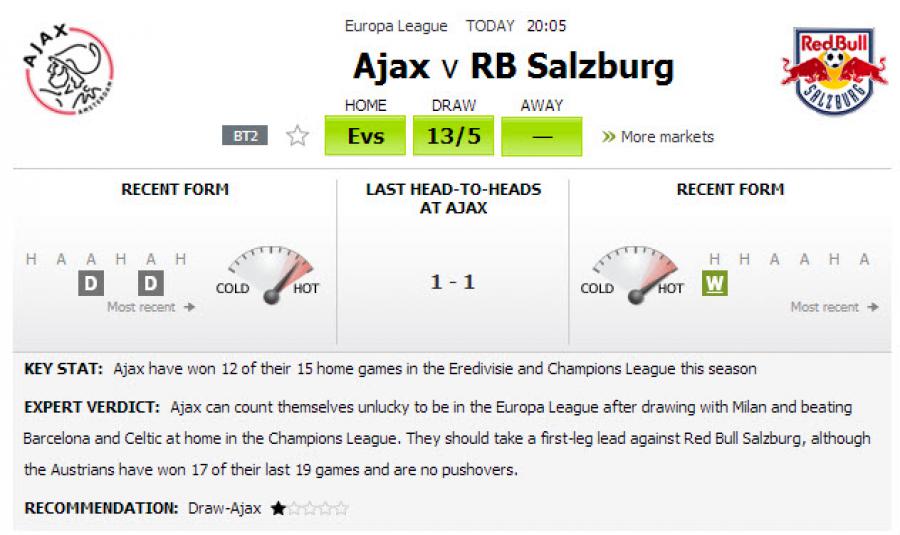 AJAX
AMSTERDAM
Europa League TODAY 20:05
Ajax v RB Salzburg
Red Bull
SALZBURG
HOME DRAW AWAY
BT2 Evs 13/5 — » More markets
RECENT FORM
LAST HEAD-TO-HEADS
AT AJAX
RECENT FORM
H A A H A H
D D
COLD HOT
Most recent →
1 - 1
COLD HOT
H H A A H A
W
Most recent →
KEY STAT: Ajax have won 12 of their 15 home games in the Eredivisie and Champions League this season
EXPERT VERDICT: Ajax can count themselves unlucky to be in the Europa League after drawing with Milan and beating
Barcelona and Celtic at home in the Champions League. They should take a first-leg lead against Red Bull Salzburg, although
the Austrians have won 17 of their last 19 games and are no pushovers.
RECOMMENDATION: Draw-Ajax